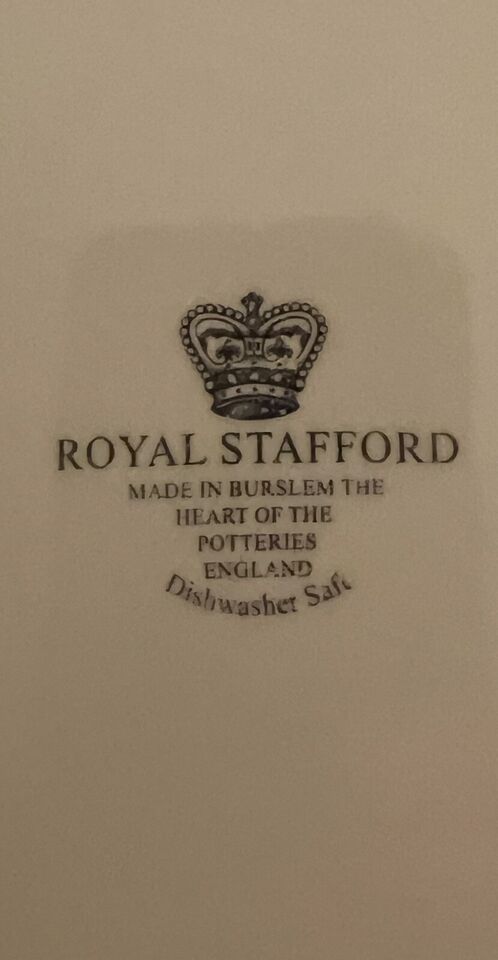 ROYAL STAFFORD
MADE IN BURSLEM THE
HEART OF THE
POTTERIES
ENGLAND
Dishwasher Safe